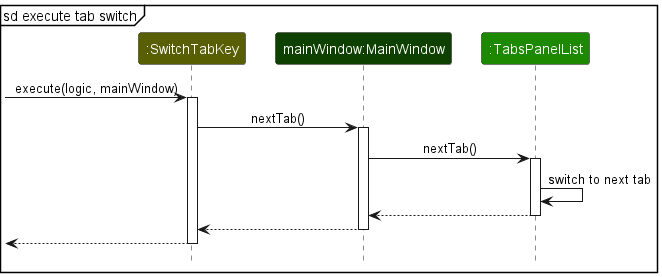 sd execute tab switch
:SwitchTabKey
mainWindow:MainWindow
:TabsPanelList
execute(logic, mainWindow)
nextTab()
nextTab()
switch to next tab